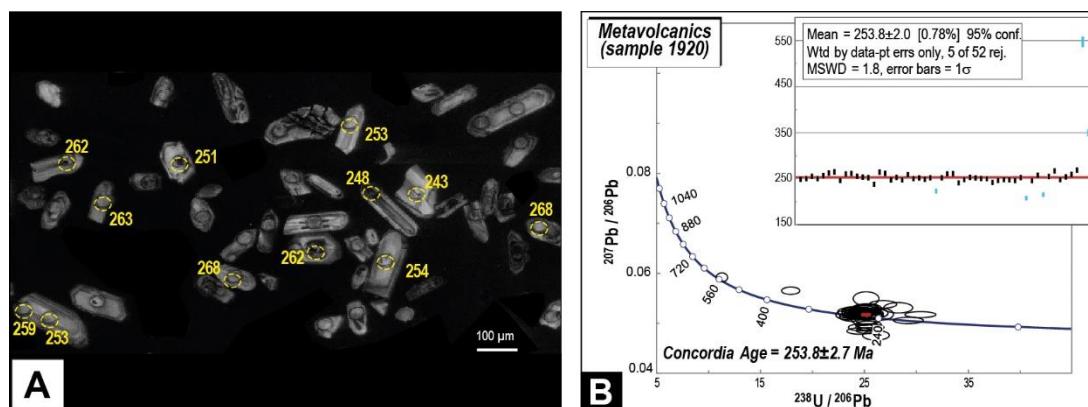 262
251
253
263
248
243
268
268
262
254
259
253
100 µm
A
Metavolcanics
(sample 1920)
Mean = 253.8±2.0 [0.78%] 95% conf.
Wtd by data-pt errs only, 5 of 52 rej.
MSWD = 1.8, error bars = 1σ
550
450
350
250
150
0.08
0.06
0.04
207Pb / 206Pb
1040
880
720
560
400
240
Concordia Age = 253.8±2.7 Ma
5
15
25
35
238U / 206Pb
B